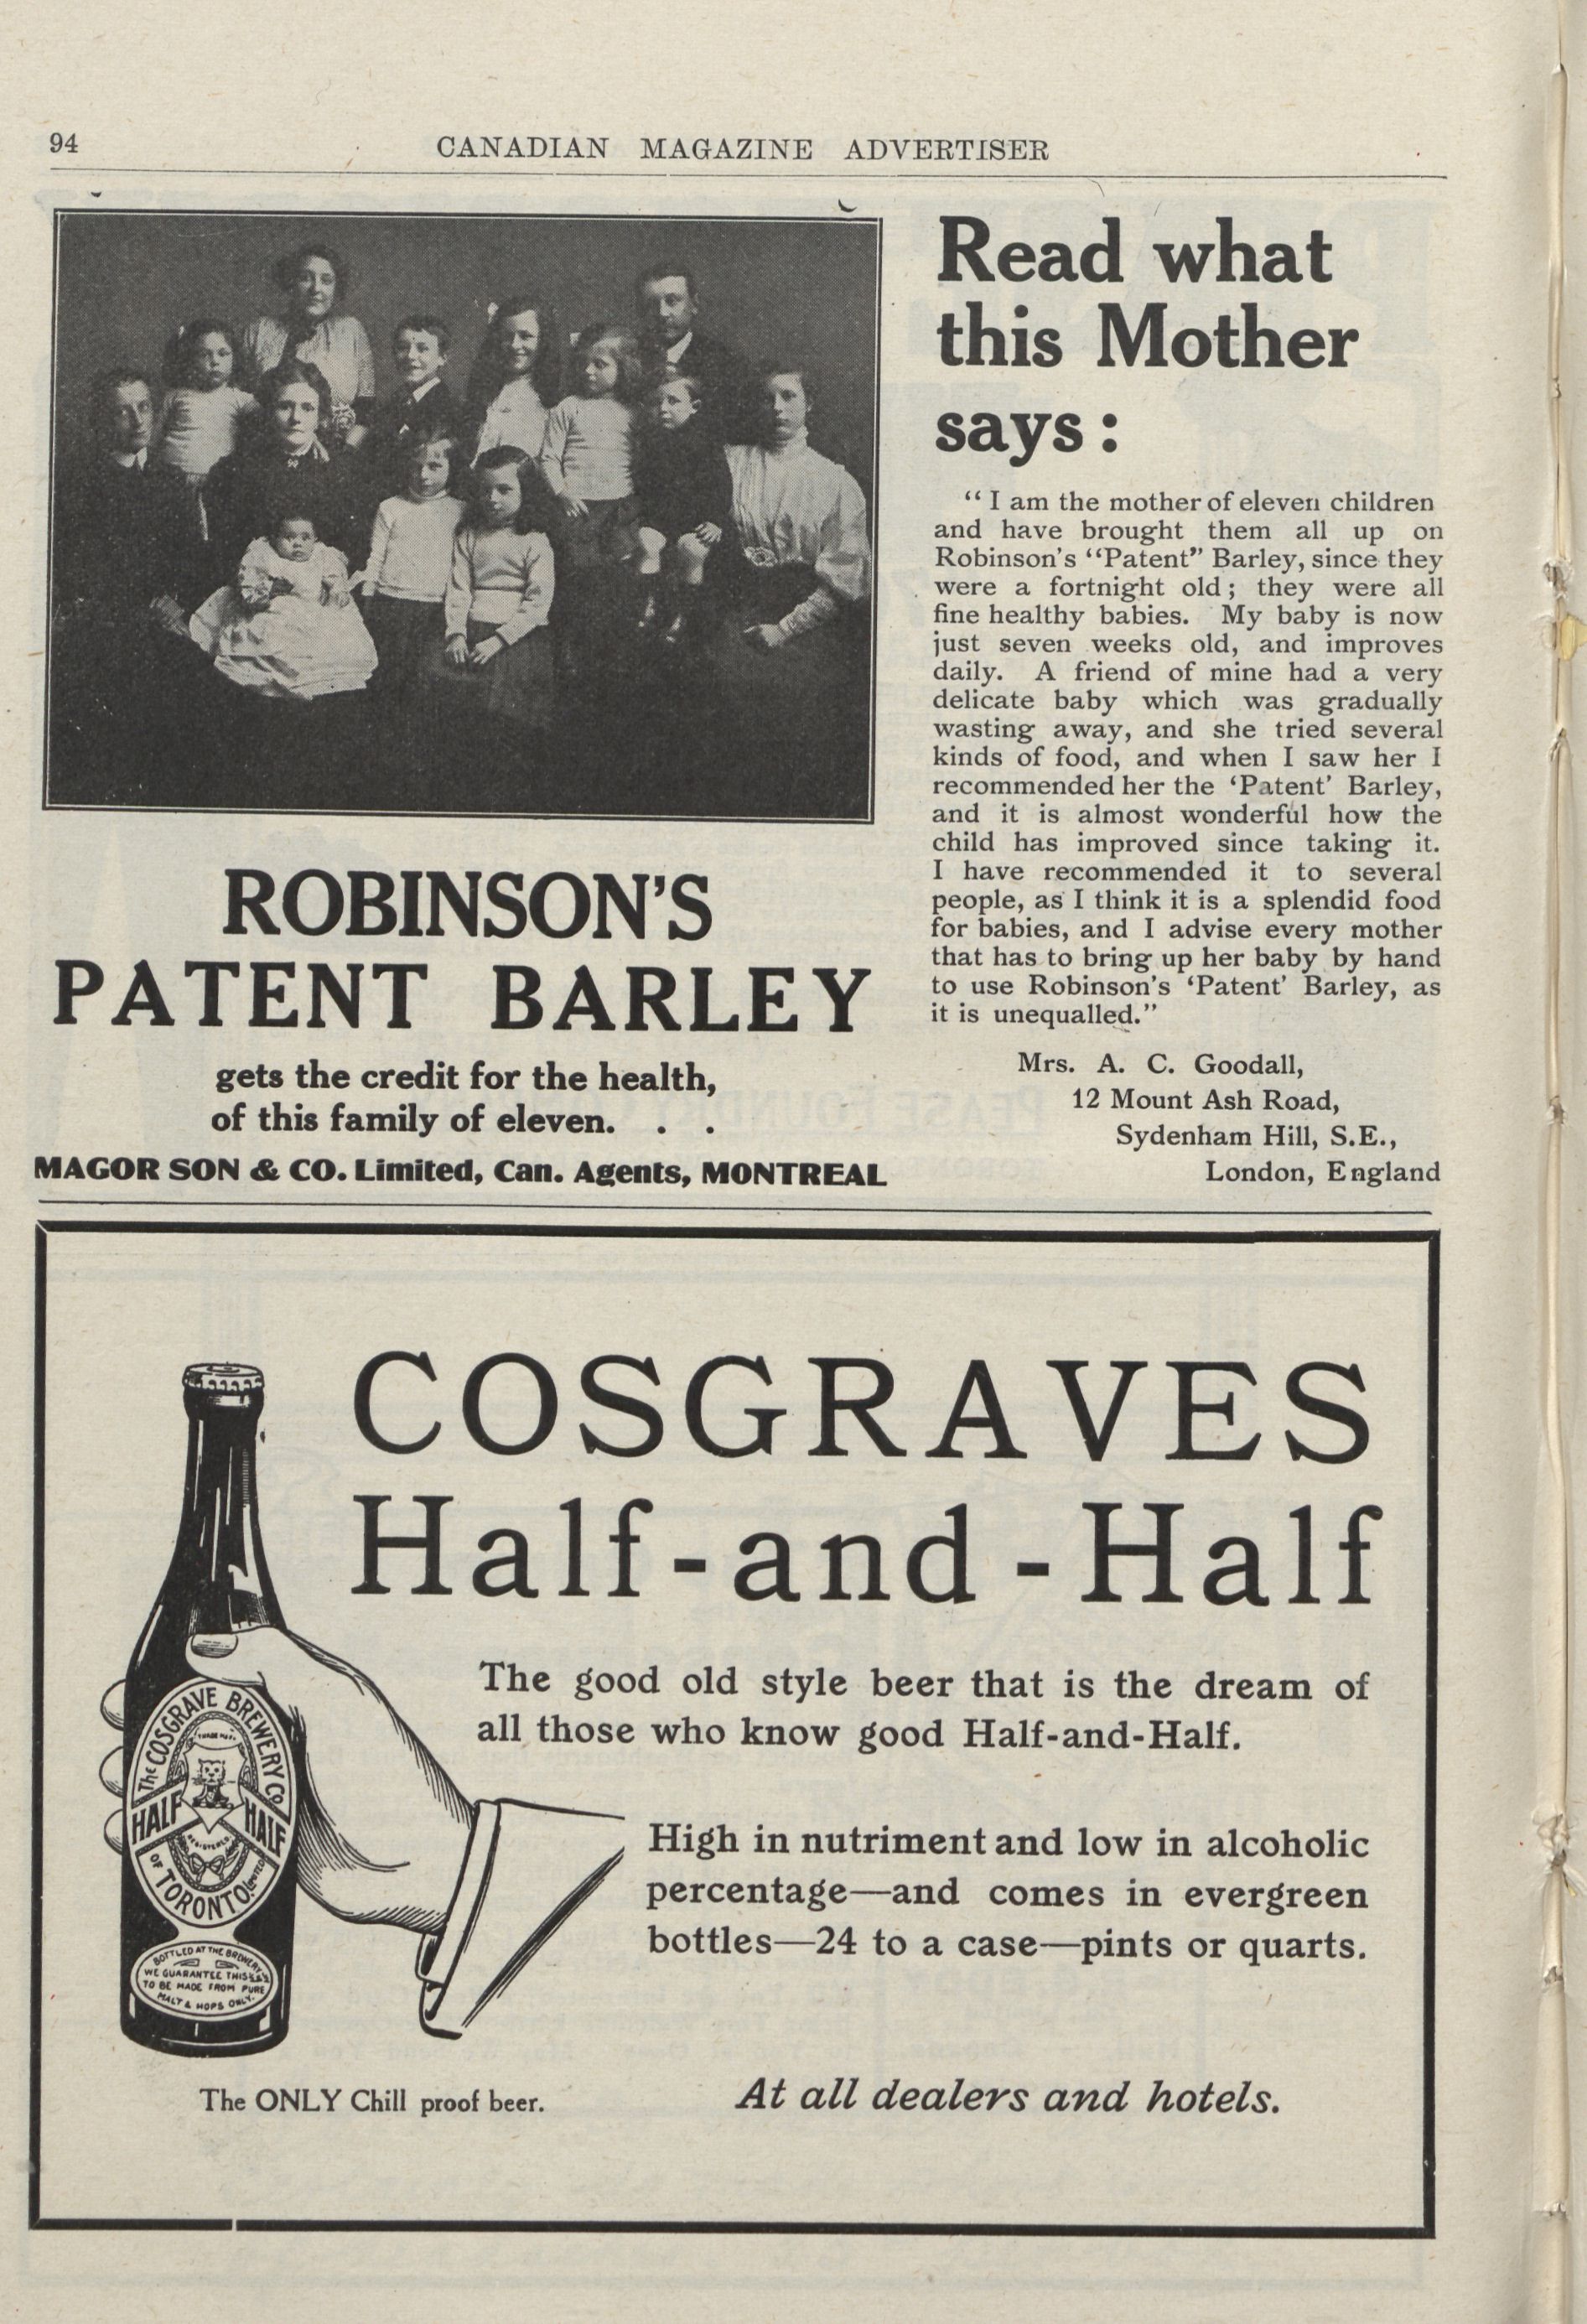 94
CANADIAN MAGAZINE ADVERTISER
Read what
this Mother
says:
“I am the mother of eleven children
and have brought them all up on
Robinson’s “Patent” Barley, since they
were a fortnight old; they were all
fine healthy babies. My baby is now
just seven weeks old, and improves
daily. A friend of mine had a very
delicate baby which was gradually
wasting away, and she tried several
kinds of food, and when I saw her I
recommended her the ‘Patent’ Barley,
and it is almost wonderful how the
child has improved since taking it.
I have recommended it to several
people, as I think it is a splendid food
for babies, and I advise every mother
that has to bring up her baby by hand
to use Robinson’s ‘Patent’ Barley, as
it is unequalled.”
Mrs. A. C. Goodall,
12 Mount Ash Road,
Sydenham Hill, S.E.,
London, England
ROBINSON’S
PATENT BARLEY
gets the credit for the health,
of this family of eleven. . .
MAGOR SON & CO. Limited, Can. Agents, MONTREAL
COSGRAVES
Half-and-Half
The good old style beer that is the dream of
all those who know good Half-and-Half.
High in nutriment and low in alcoholic
percentage—and comes in evergreen
bottles—24 to a case—pints or quarts.
The COSGRAVE BREWERY Co.
TRADE MARK
HALF HALF
REGISTERED
OF TORONTO. Limited
BOTTLED AT THE BREWERY
WE GUARANTEE THIS
TO BE MADE FROM PURE
MALT & HOPS ONLY.
The ONLY Chill proof beer.
At all dealers and hotels.